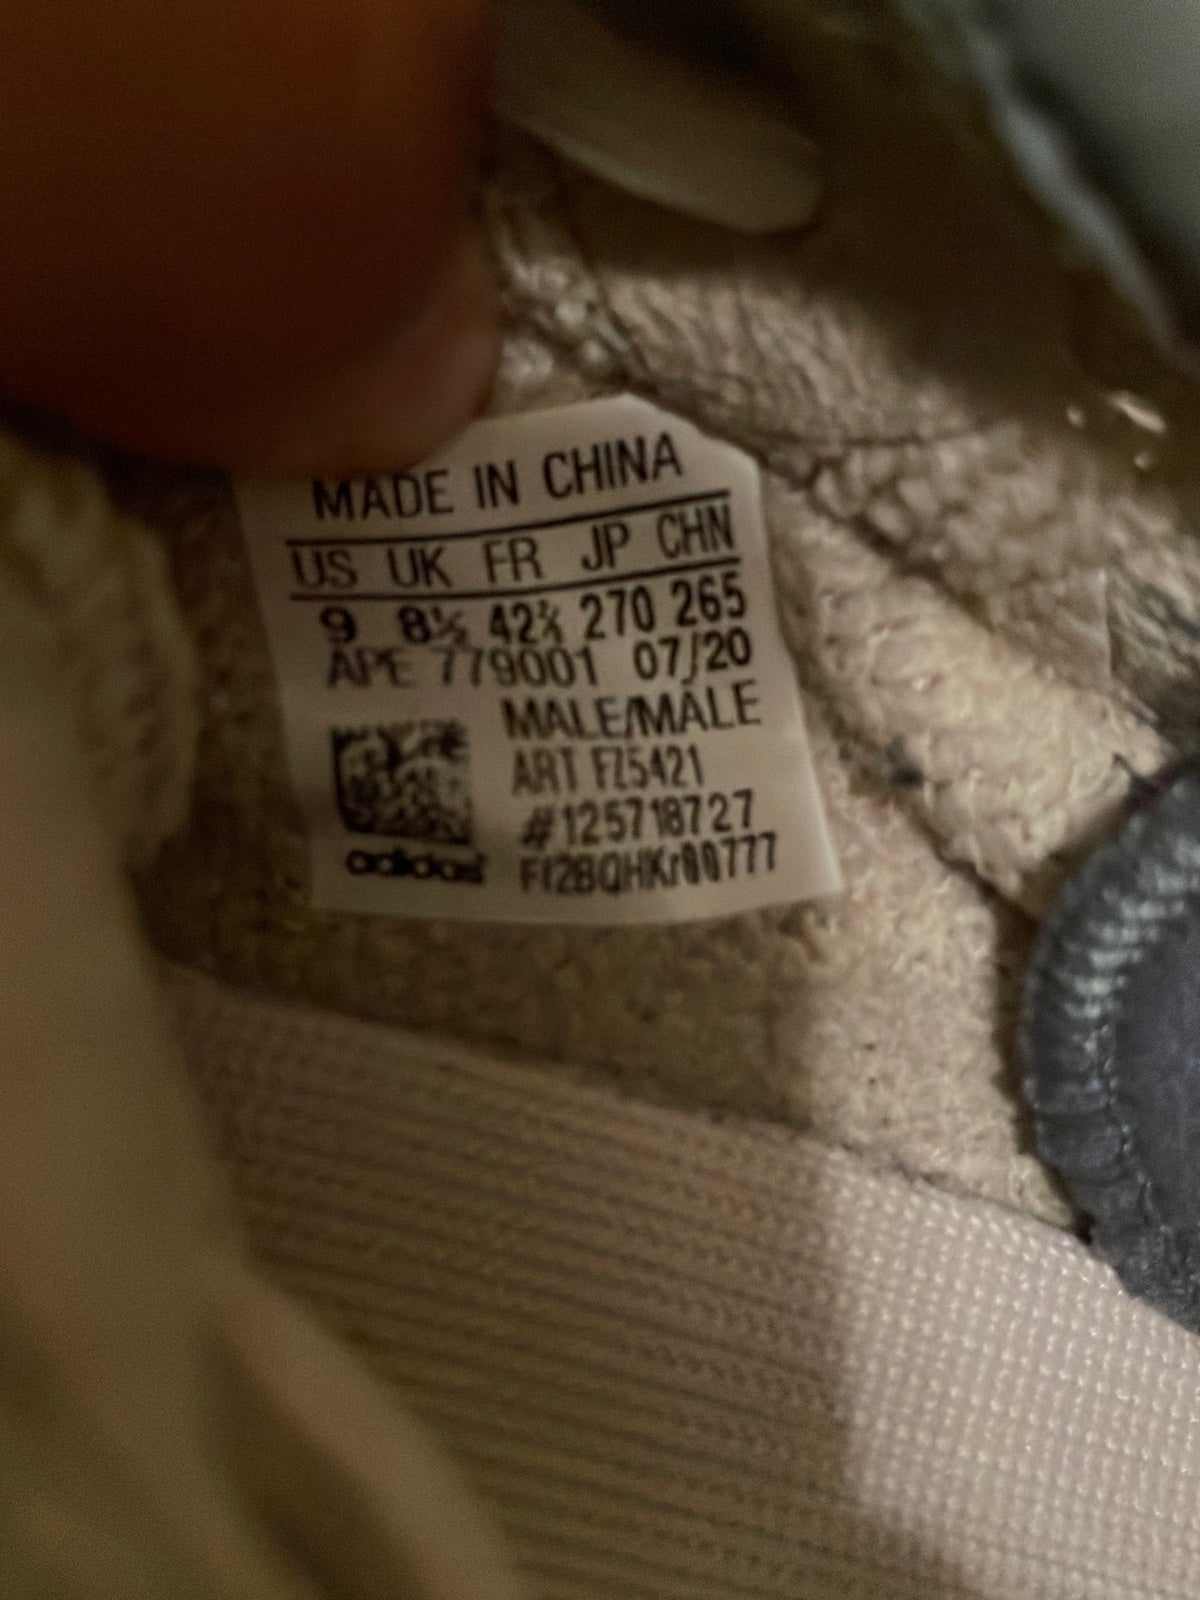 MADE IN CHINA
US UK FR JP CHN
9 8½ 42⅔ 270 265
APE 779001 07/20
MALE/MÂLE
ART FZ5421
#125718727
adidas